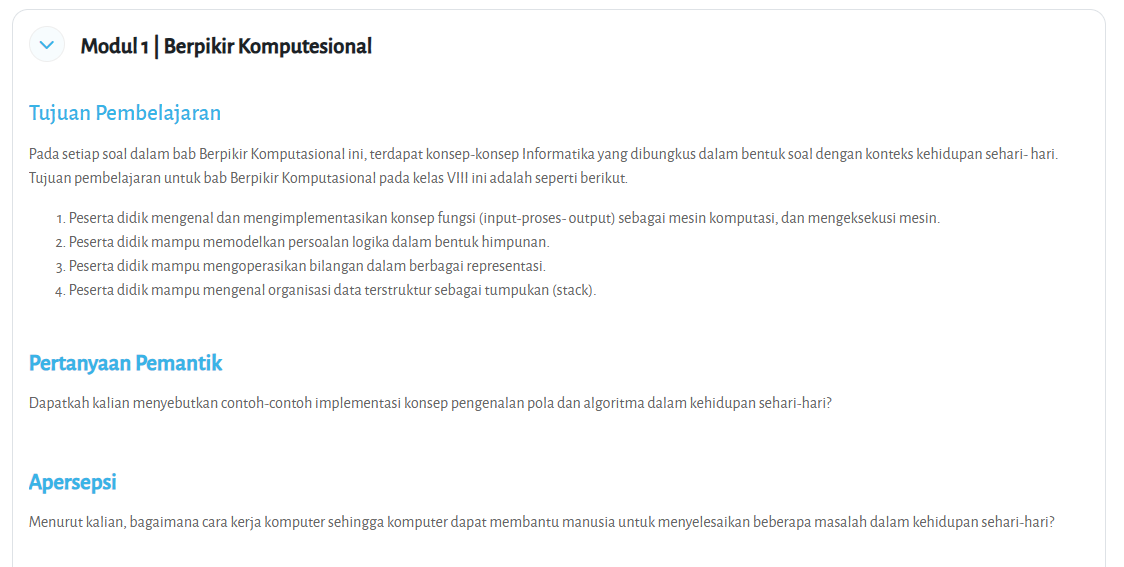 Modul 1 | Berpikir Komputesional
Tujuan Pembelajaran
Pada setiap soal dalam bab Berpikir Komputasional ini, terdapat konsep-konsep Informatika yang dibungkus dalam bentuk soal dengan konteks kehidupan sehari- hari.
Tujuan pembelajaran untuk bab Berpikir Komputasional pada kelas VIII ini adalah seperti berikut.
1. Peserta didik mengenal dan mengimplementasikan konsep fungsi (input-proses- output) sebagai mesin komputasi, dan mengeksekusi mesin.
2. Peserta didik mampu memodelkan persoalan logika dalam bentuk himpunan.
3. Peserta didik mampu mengoperasikan bilangan dalam berbagai representasi.
4. Peserta didik mampu mengenal organisasi data terstruktur sebagai tumpukan (stack).
Pertanyaan Pemantik
Dapatkah kalian menyebutkan contoh-contoh implementasi konsep pengenalan pola dan algoritma dalam kehidupan sehari-hari?
Apersepsi
Menurut kalian, bagaimana cara kerja komputer sehingga komputer dapat membantu manusia untuk menyelesaikan beberapa masalah dalam kehidupan sehari-hari?